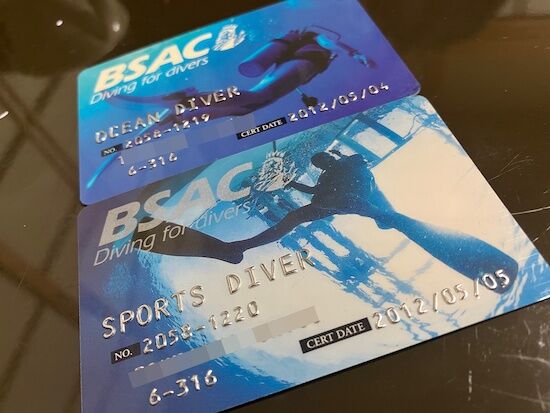 BSAC
Diving for divers
OCEAN DIVER
NO. 2058-1219
CERT DATE 2012/05/04
6-316
BSAC
Diving for divers
SPORTS DIVER
NO. 2058-1220
CERT DATE 2012/05/05
6-316